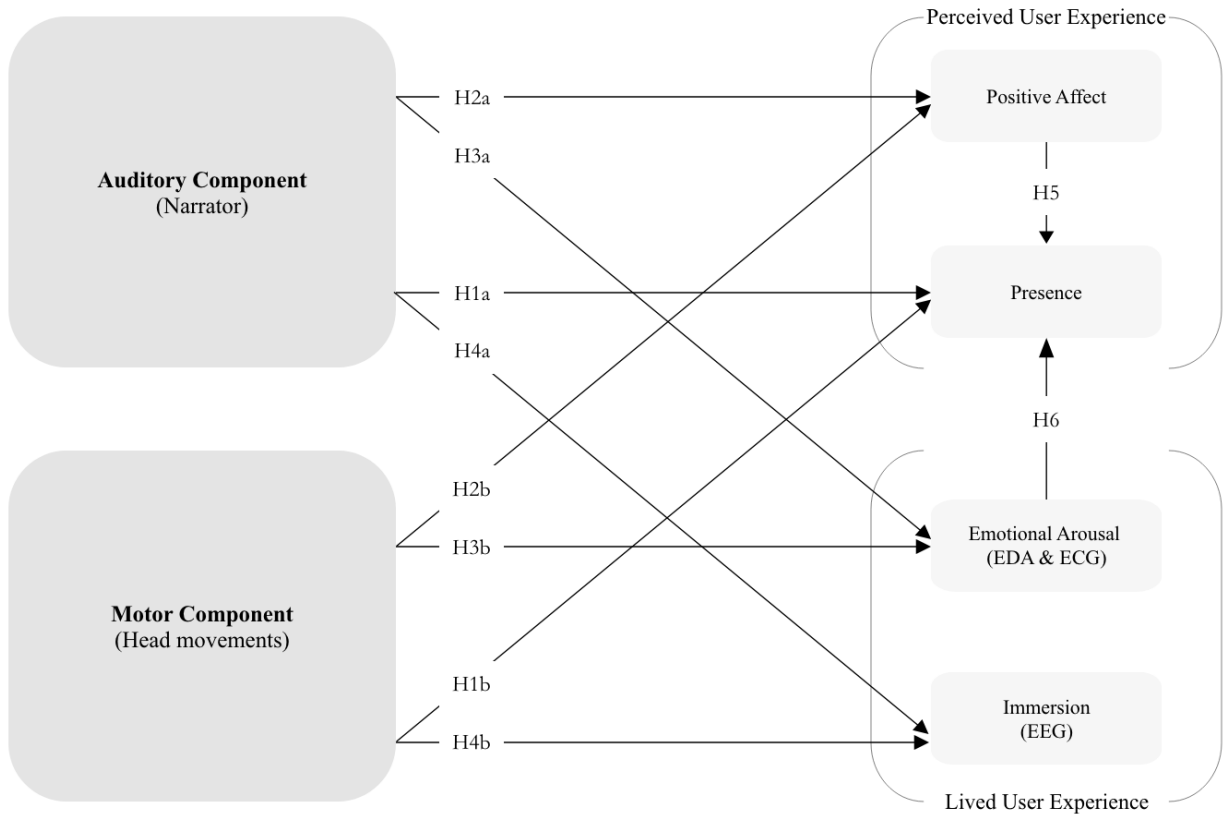 Perceived User Experience
H2a
Positive Affect
H3a
Auditory Component
(Narrator)
H5
H1a
Presence
H4a
H6
H2b
Emotional Arousal
(EDA & ECG)
H3b
Motor Component
(Head movements)
H1b
Immersion
(EEG)
H4b
Lived User Experience